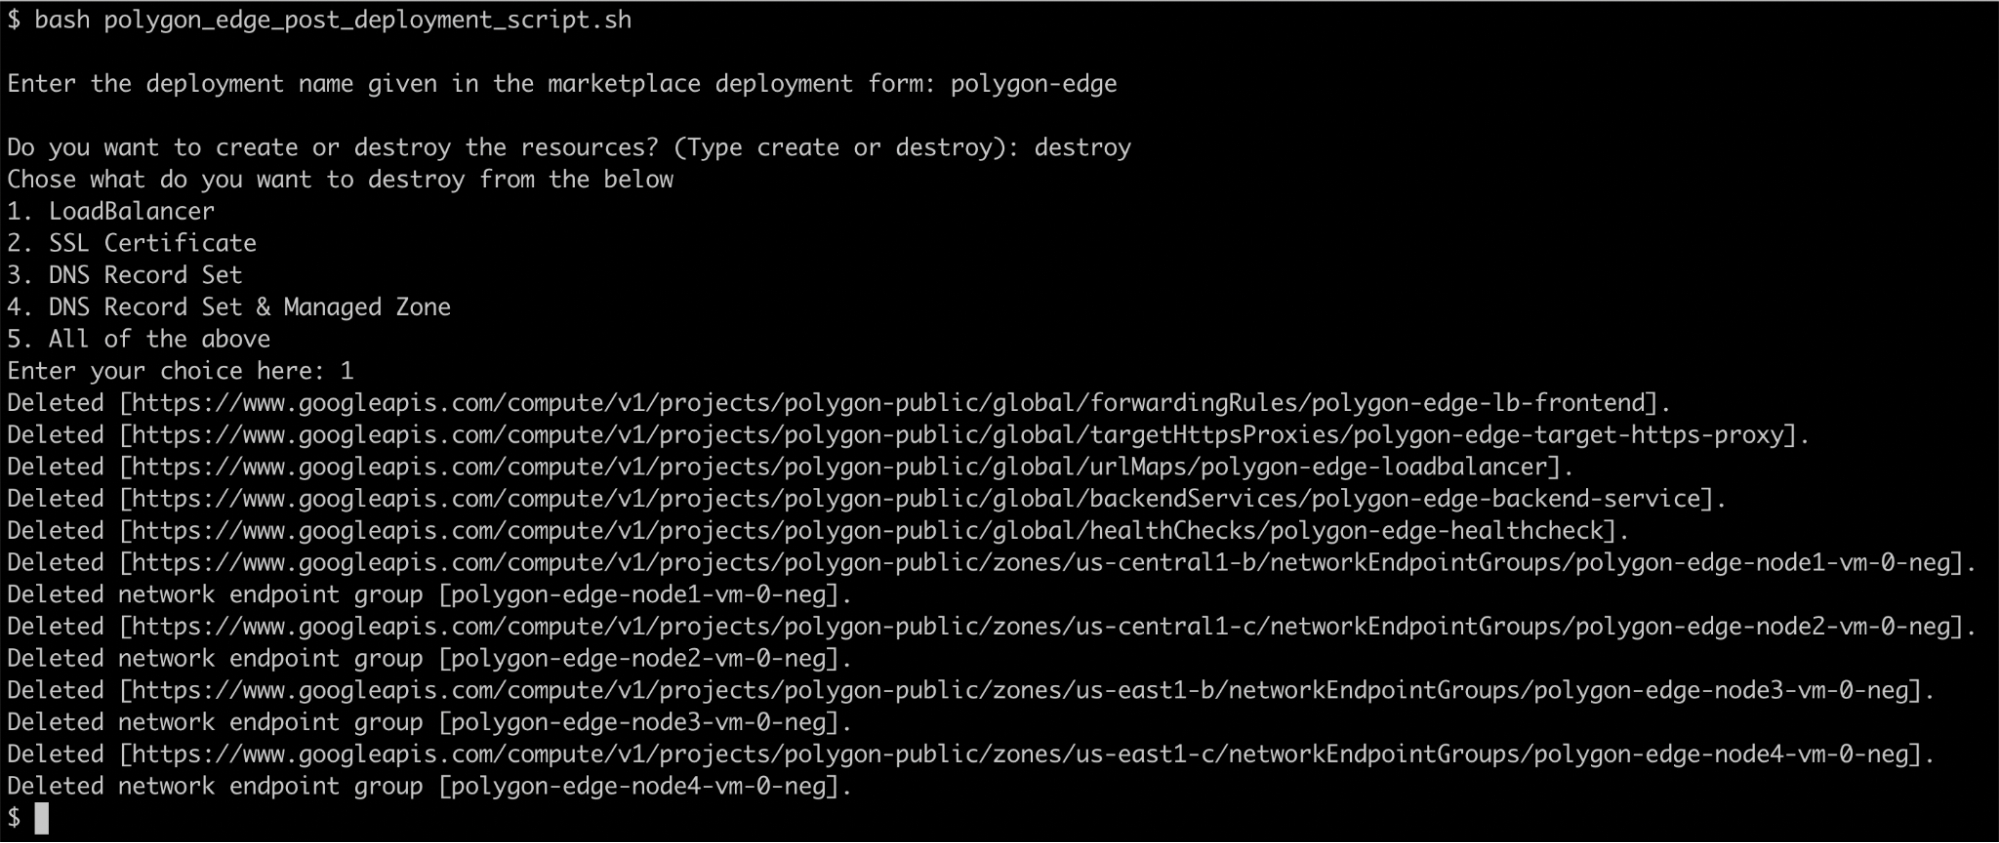 $ bash polygon_edge_post_deployment_script.sh
Enter the deployment name given in the marketplace deployment form: polygon-edge
Do you want to create or destroy the resources? (Type create or destroy): destroy
Chose what do you want to destroy from the below
1. LoadBalancer
2. SSL Certificate
3. DNS Record Set
4. DNS Record Set & Managed Zone
5. All of the above
Enter your choice here: 1
Deleted [https://www.googleapis.com/compute/v1/projects/polygon-public/global/forwardingRules/polygon-edge-lb-frontend].
Deleted [https://www.googleapis.com/compute/v1/projects/polygon-public/global/targetHttpsProxies/polygon-edge-target-https-proxy].
Deleted [https://www.googleapis.com/compute/v1/projects/polygon-public/global/urlMaps/polygon-edge-loadbalancer].
Deleted [https://www.googleapis.com/compute/v1/projects/polygon-public/global/backendServices/polygon-edge-backend-service].
Deleted [https://www.googleapis.com/compute/v1/projects/polygon-public/global/healthChecks/polygon-edge-healthcheck].
Deleted [https://www.googleapis.com/compute/v1/projects/polygon-public/zones/us-central1-b/networkEndpointGroups/polygon-edge-node1-vm-0-neg].
Deleted network endpoint group [polygon-edge-node1-vm-0-neg].
Deleted [https://www.googleapis.com/compute/v1/projects/polygon-public/zones/us-central1-c/networkEndpointGroups/polygon-edge-node2-vm-0-neg].
Deleted network endpoint group [polygon-edge-node2-vm-0-neg].
Deleted [https://www.googleapis.com/compute/v1/projects/polygon-public/zones/us-east1-b/networkEndpointGroups/polygon-edge-node3-vm-0-neg].
Deleted network endpoint group [polygon-edge-node3-vm-0-neg].
Deleted [https://www.googleapis.com/compute/v1/projects/polygon-public/zones/us-east1-c/networkEndpointGroups/polygon-edge-node4-vm-0-neg].
Deleted network endpoint group [polygon-edge-node4-vm-0-neg].
$